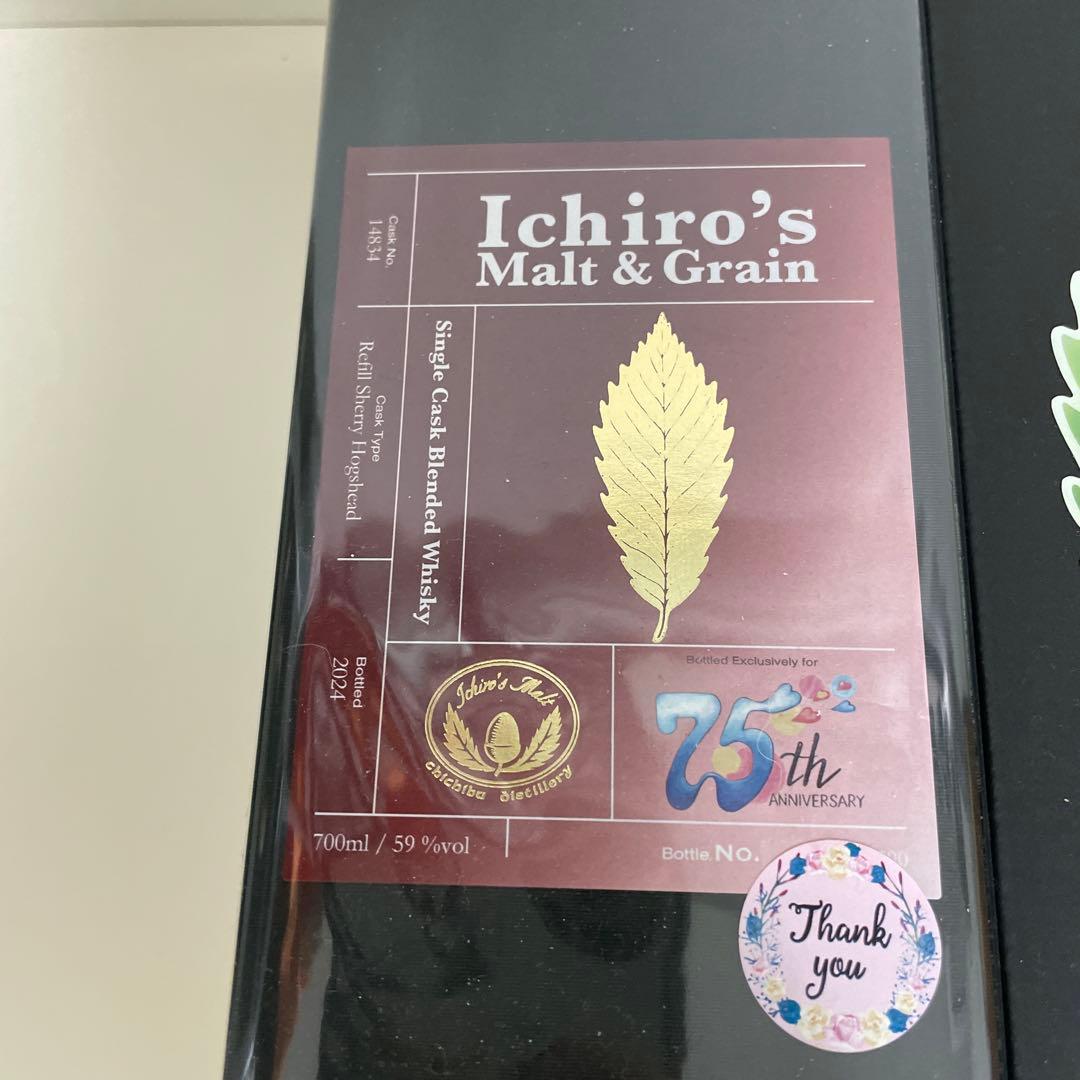 Ichiro's
Malt & Grain
Cask No.
14834
Single Cask Blended Whisky
Cask Type
Refill Sherry Hogshead
Bottled
2024
Ichiro's Malt
chichibu distillery
Bottled Exclusively for
75th
ANNIVERSARY
700ml / 59 %vol
Bottle No.
Thank
you